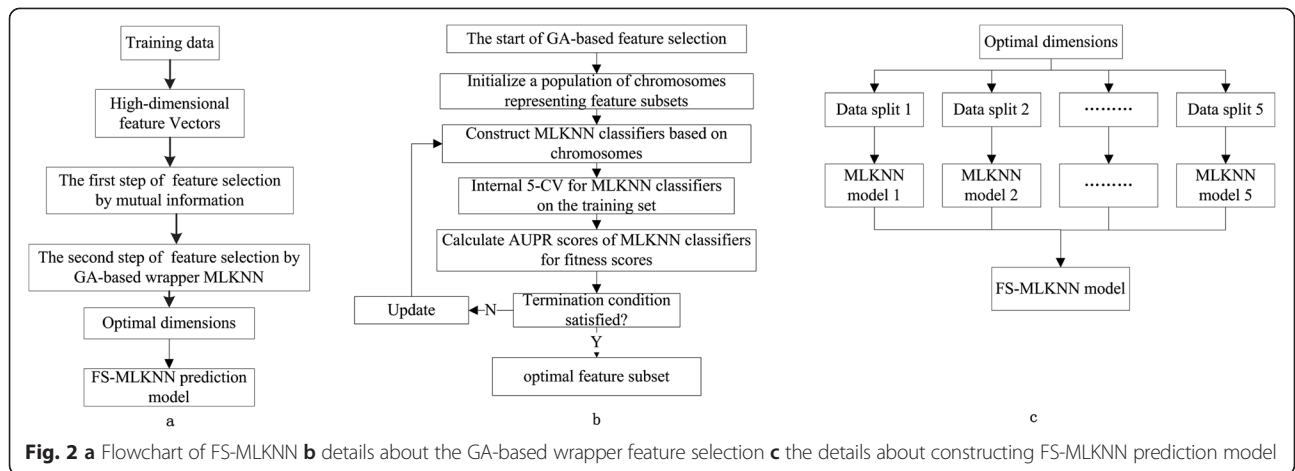 Training data
High-dimensional
feature Vectors
The first step of feature selection
by mutual information
The second step of feature selection by
GA-based wrapper MLKNN
Optimal dimensions
FS-MLKNN prediction
model
a
The start of GA-based feature selection
Initialize a population of chromosomes
representing feature subsets
Construct MLKNN classifiers based on
chromosomes
Internal 5-CV for MLKNN classifiers
on the training set
Calculate AUPR scores of MLKNN classifiers
for fitness scores
Termination condition
satisfied?
N
Update
Y
optimal feature subset
b
Optimal dimensions
Data split 1
Data split 2
………
Data split 5
MLKNN
model 1
MLKNN
model 2
………
MLKNN
model 5
FS-MLKNN model
c
Fig. 2 a Flowchart of FS-MLKNN b details about the GA-based wrapper feature selection c the details about constructing FS-MLKNN prediction model